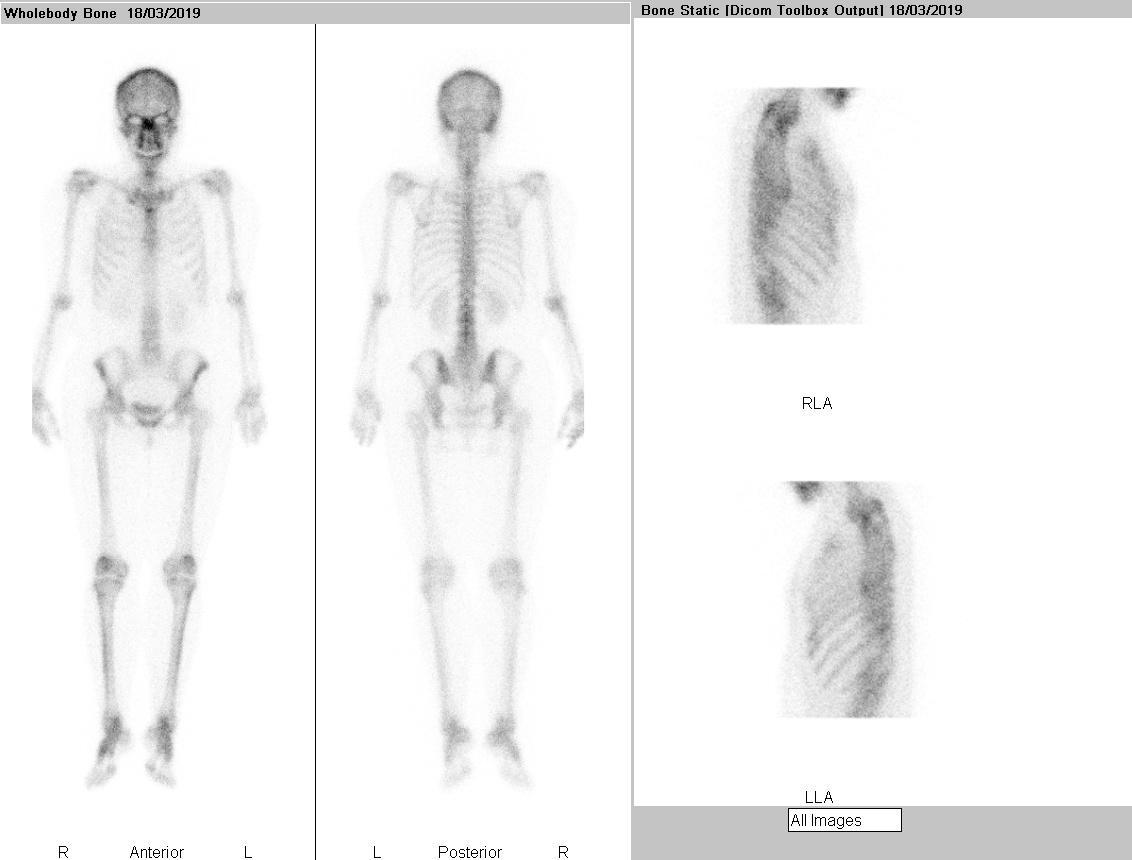 Wholebody Bone 18/03/2019
Bone Static [Dicom Toolbox Output] 18/03/2019
RLA
LLA
All Images
R Anterior L
L Posterior R